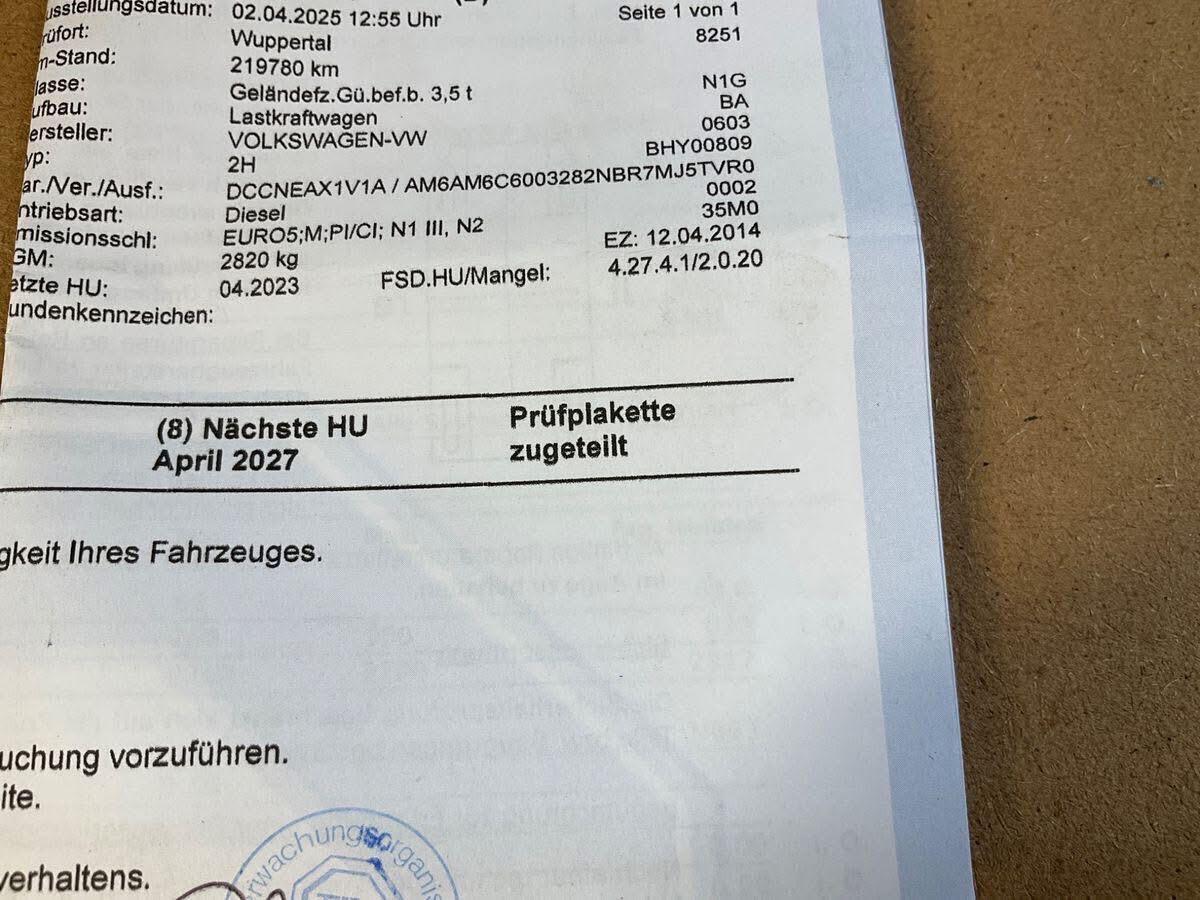 usstellungsdatum: 02.04.2025 12:55 Uhr Seite 1 von 1
rüfort: Wuppertal 8251
m-Stand: 219780 km
lasse: Geländefz.Gü.bef.b. 3,5 t N1G
ufbau: Lastkraftwagen BA
ersteller: VOLKSWAGEN-VW 0603
yp: 2H BHY00809
ar./Ver./Ausf.: DCCNEAX1V1A / AM6AM6C6003282NBR7MJ5TVR0
ntriebsart: Diesel 0002
missionsschl: EURO5;M;PI/CI; N1 III, N2 35M0
GM: 2820 kg EZ: 12.04.2014
etzte HU: 04.2023 FSD.HU/Mangel: 4.27.4.1/2.0.20
undenkennzeichen:
(8) Nächste HU Prüfplakette
April 2027 zugeteilt
gkeit Ihres Fahrzeuges.
uchung vorzuführen.
ite.
verhaltens.
erwachungsorganis